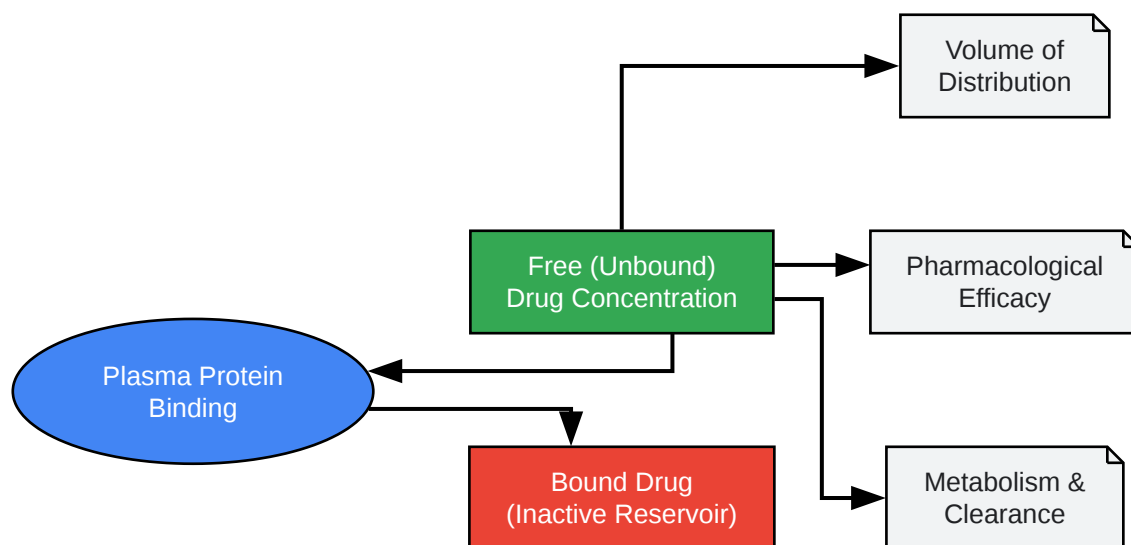 Volume of
Distribution
Free (Unbound)
Drug Concentration
Pharmacological
Efficacy
Plasma Protein
Binding
Bound Drug
(Inactive Reservoir)
Metabolism &
Clearance